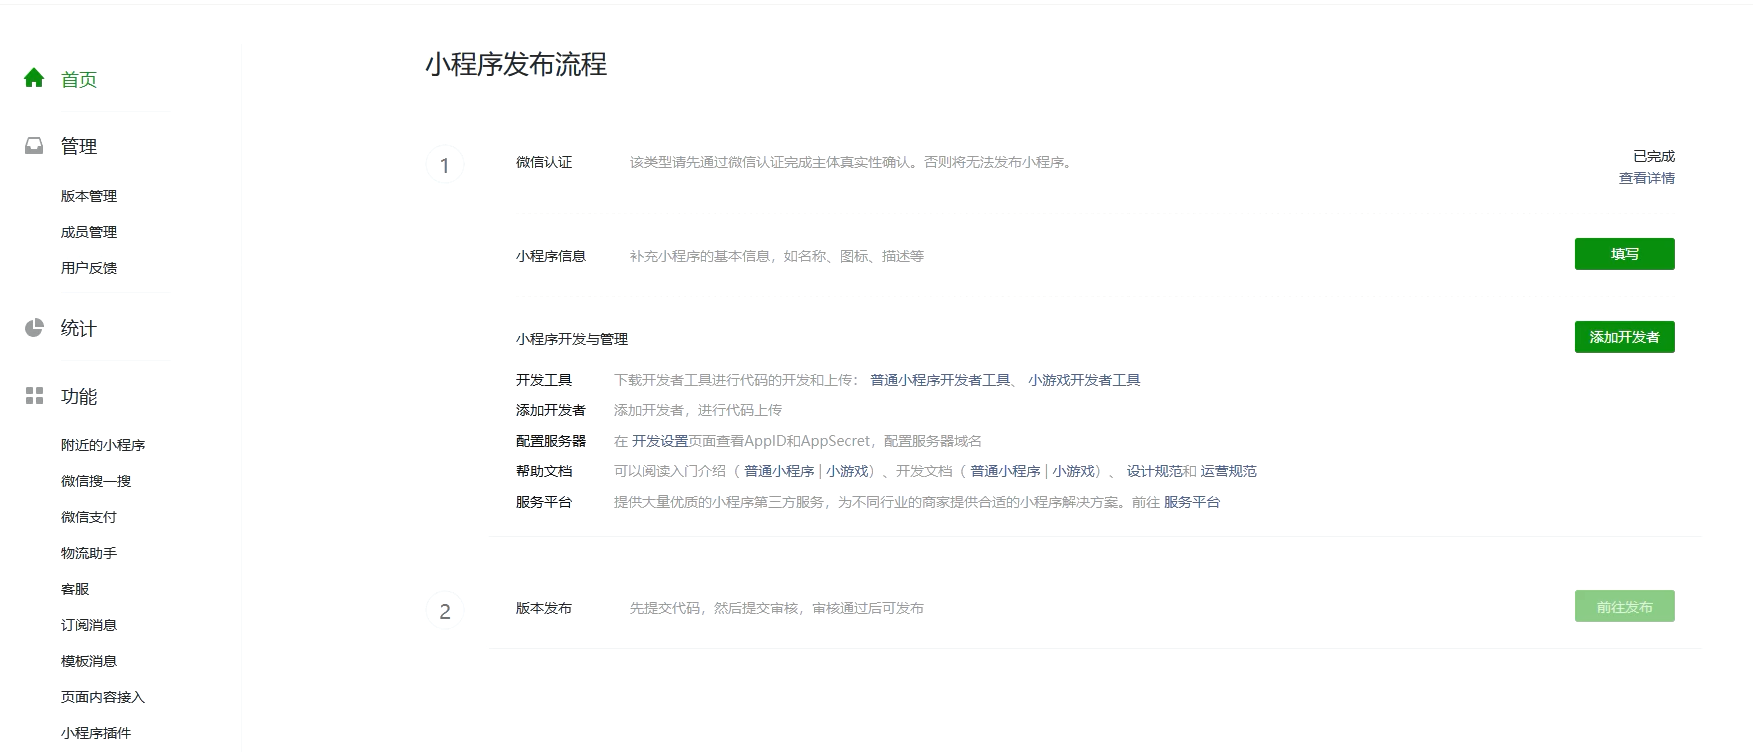 首页
管理
版本管理
成员管理
用户反馈
统计
功能
附近的小程序
微信搜一搜
微信支付
物流助手
客服
订阅消息
模板消息
页面内容接入
小程序插件
小程序发布流程
1
微信认证 该类型请先通过微信认证完成主体真实性确认。否则将无法发布小程序。 已完成
查看详情
小程序信息 补充小程序的基本信息，如名称、图标、描述等 填写
小程序开发与管理 添加开发者
开发工具 下载开发者工具进行代码的开发和上传： 普通小程序开发者工具、 小游戏开发者工具
添加开发者 添加开发者，进行代码上传
配置服务器 在 开发设置页面查看AppID和AppSecret，配置服务器域名
帮助文档 可以阅读入门介绍（ 普通小程序 | 小游戏）、开发文档（ 普通小程序 | 小游戏）、 设计规范和 运营规范
服务平台 提供大量优质的小程序第三方服务，为不同行业的商家提供合适的小程序解决方案。前往 服务平台
2
版本发布 先提交代码，然后提交审核，审核通过后可发布 前往发布